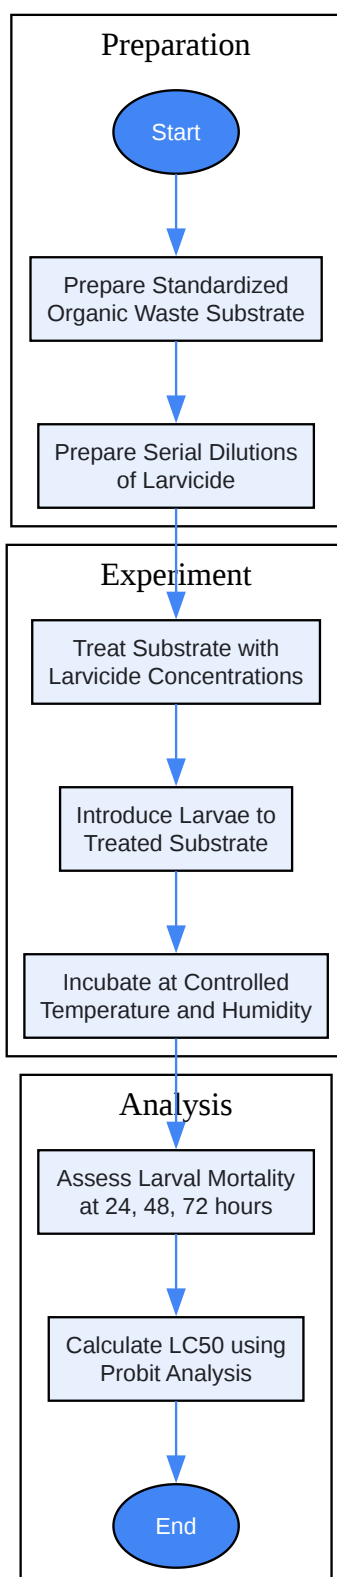 Preparation
Start
Prepare Standardized
Organic Waste Substrate
Prepare Serial Dilutions
of Larvicide
Experiment
Treat Substrate with
Larvicide Concentrations
Introduce Larvae to
Treated Substrate
Incubate at Controlled
Temperature and Humidity
Analysis
Assess Larval Mortality
at 24, 48, 72 hours
Calculate LC50 using
Probit Analysis
End